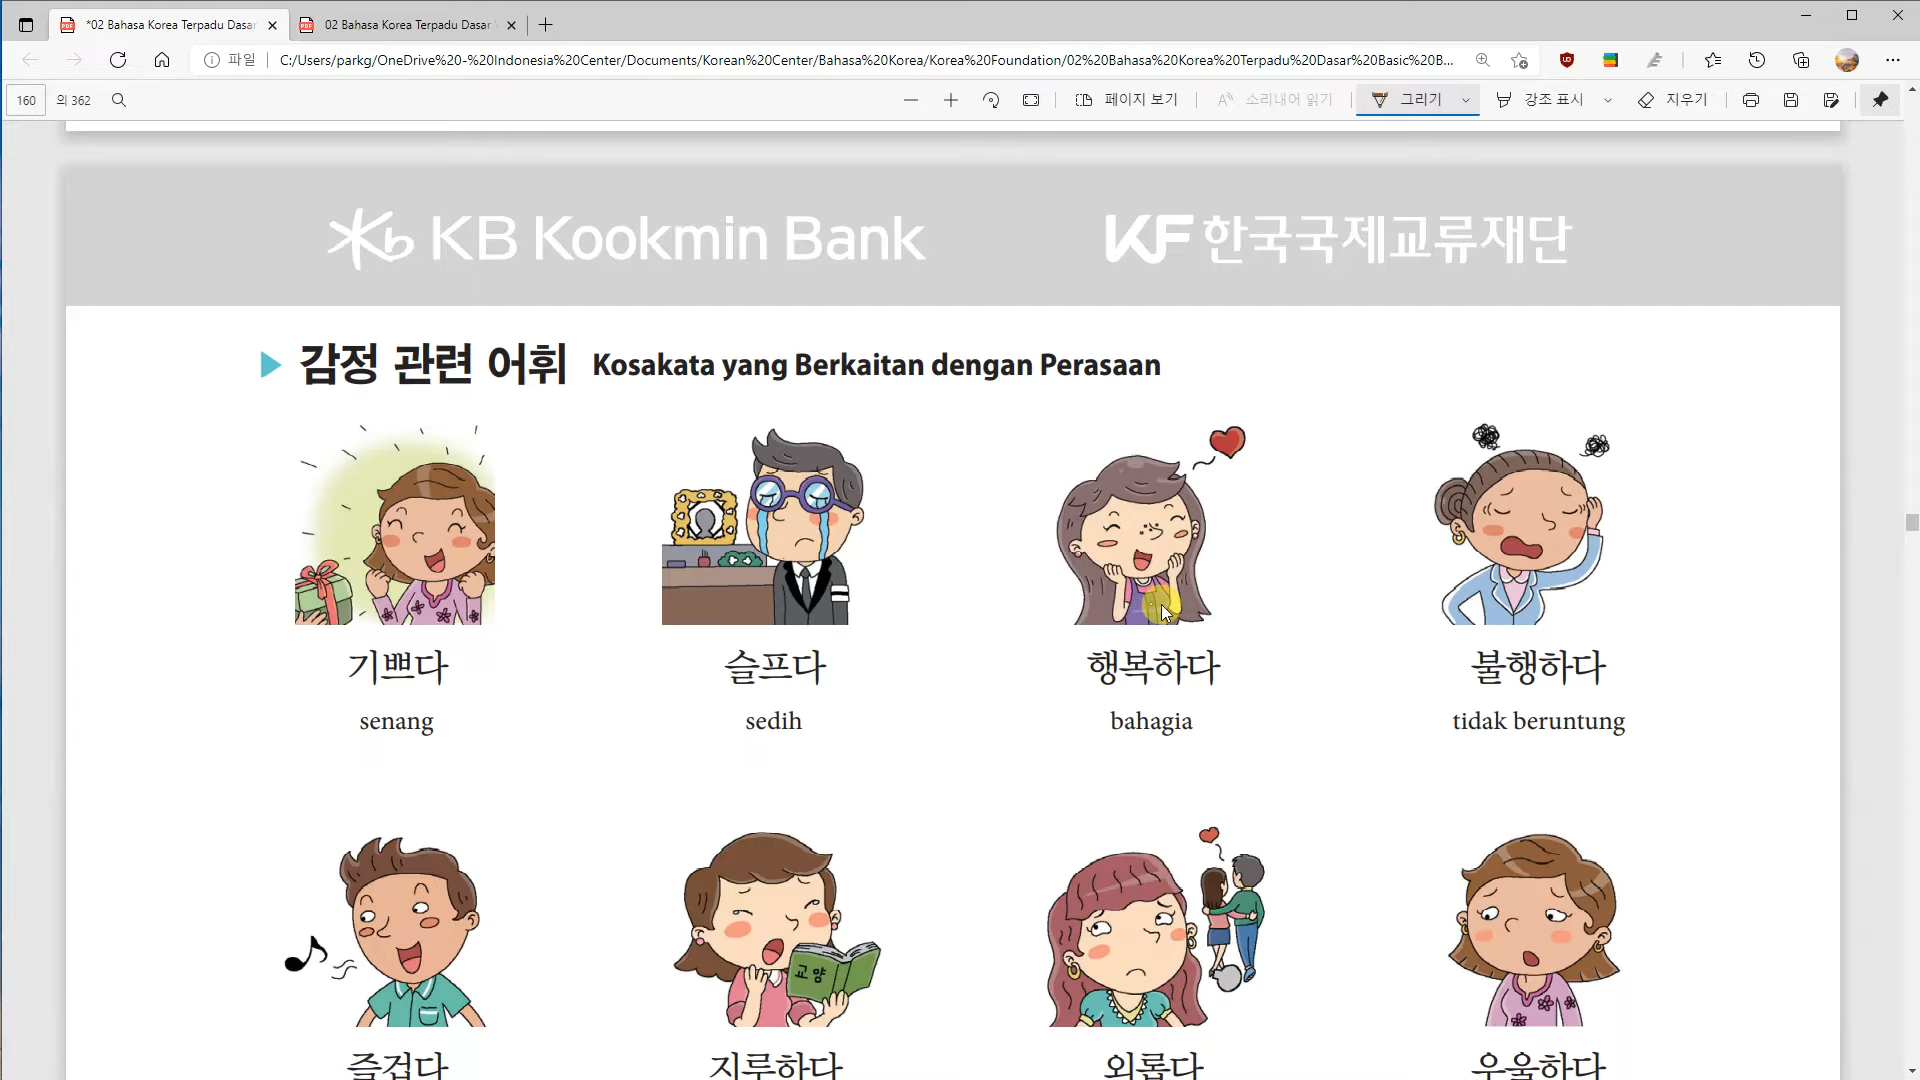 *02 Bahasa Korea Terpadu Dasar
02 Bahasa Korea Terpadu Dasar
파일
C:/Users/parkg/OneDrive%20-%20Indonesia%20Center/Documents/Korean%20Center/Bahasa%20Korea/Korea%20Foundation/02%20Bahasa%20Korea%20Terpadu%20Dasar%20Basic%20B...
160 의 362
페이지 보기
소리내어 읽기
그리기
강조 표시
지우기
KB Kookmin Bank
KF 한국국제교류재단
감정 관련 어휘 Kosakata yang Berkaitan dengan Perasaan
기쁘다 슬프다 행복하다 불행하다
senang sedih bahagia tidak beruntung
교양
즐겁다 지루하다 외롭다 우울하다